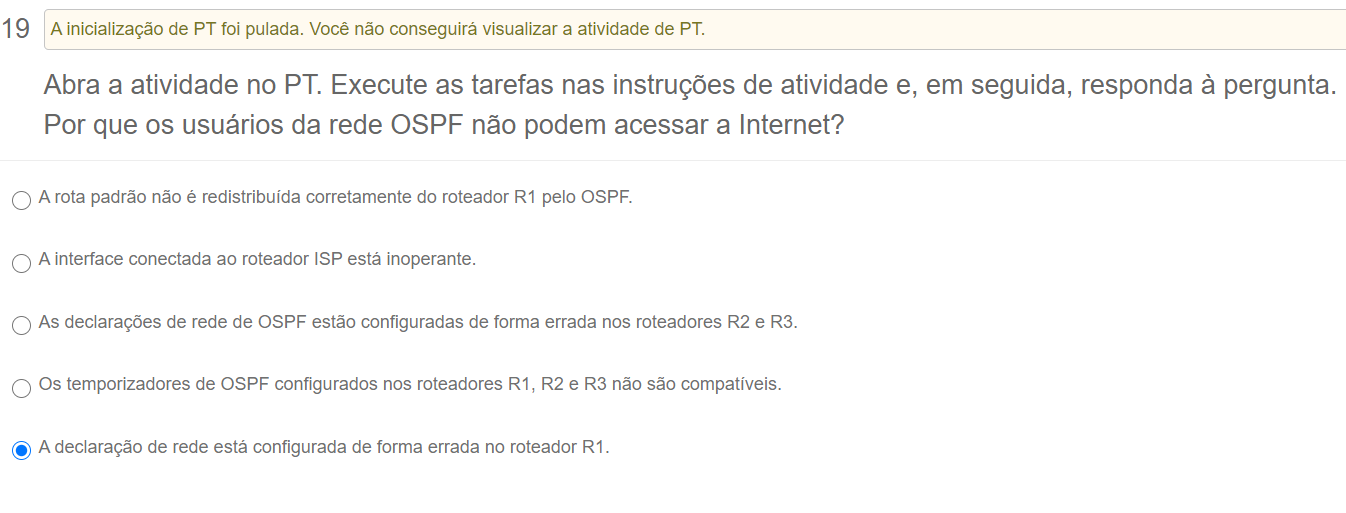 19
A inicialização de PT foi pulada. Você não conseguirá visualizar a atividade de PT.
Abra a atividade no PT. Execute as tarefas nas instruções de atividade e, em seguida, responda à pergunta.
Por que os usuários da rede OSPF não podem acessar a Internet?
A rota padrão não é redistribuída corretamente do roteador R1 pelo OSPF.
A interface conectada ao roteador ISP está inoperante.
As declarações de rede de OSPF estão configuradas de forma errada nos roteadores R2 e R3.
Os temporizadores de OSPF configurados nos roteadores R1, R2 e R3 não são compatíveis.
A declaração de rede está configurada de forma errada no roteador R1.